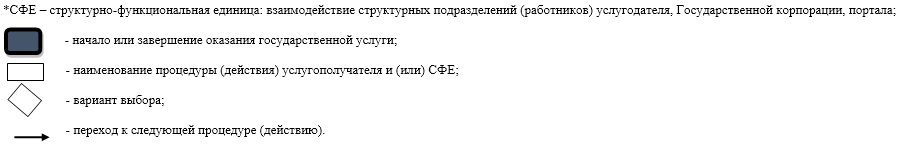 *СФЕ – структурно-функциональная единица: взаимодействие структурных подразделений (работников) услугодателя, Государственной корпорации, портала;
- начало или завершение оказания государственной услуги;
- наименование процедуры (действия) услугополучателя и (или) СФЕ;
- вариант выбора;
- переход к следующей процедуре (действию).